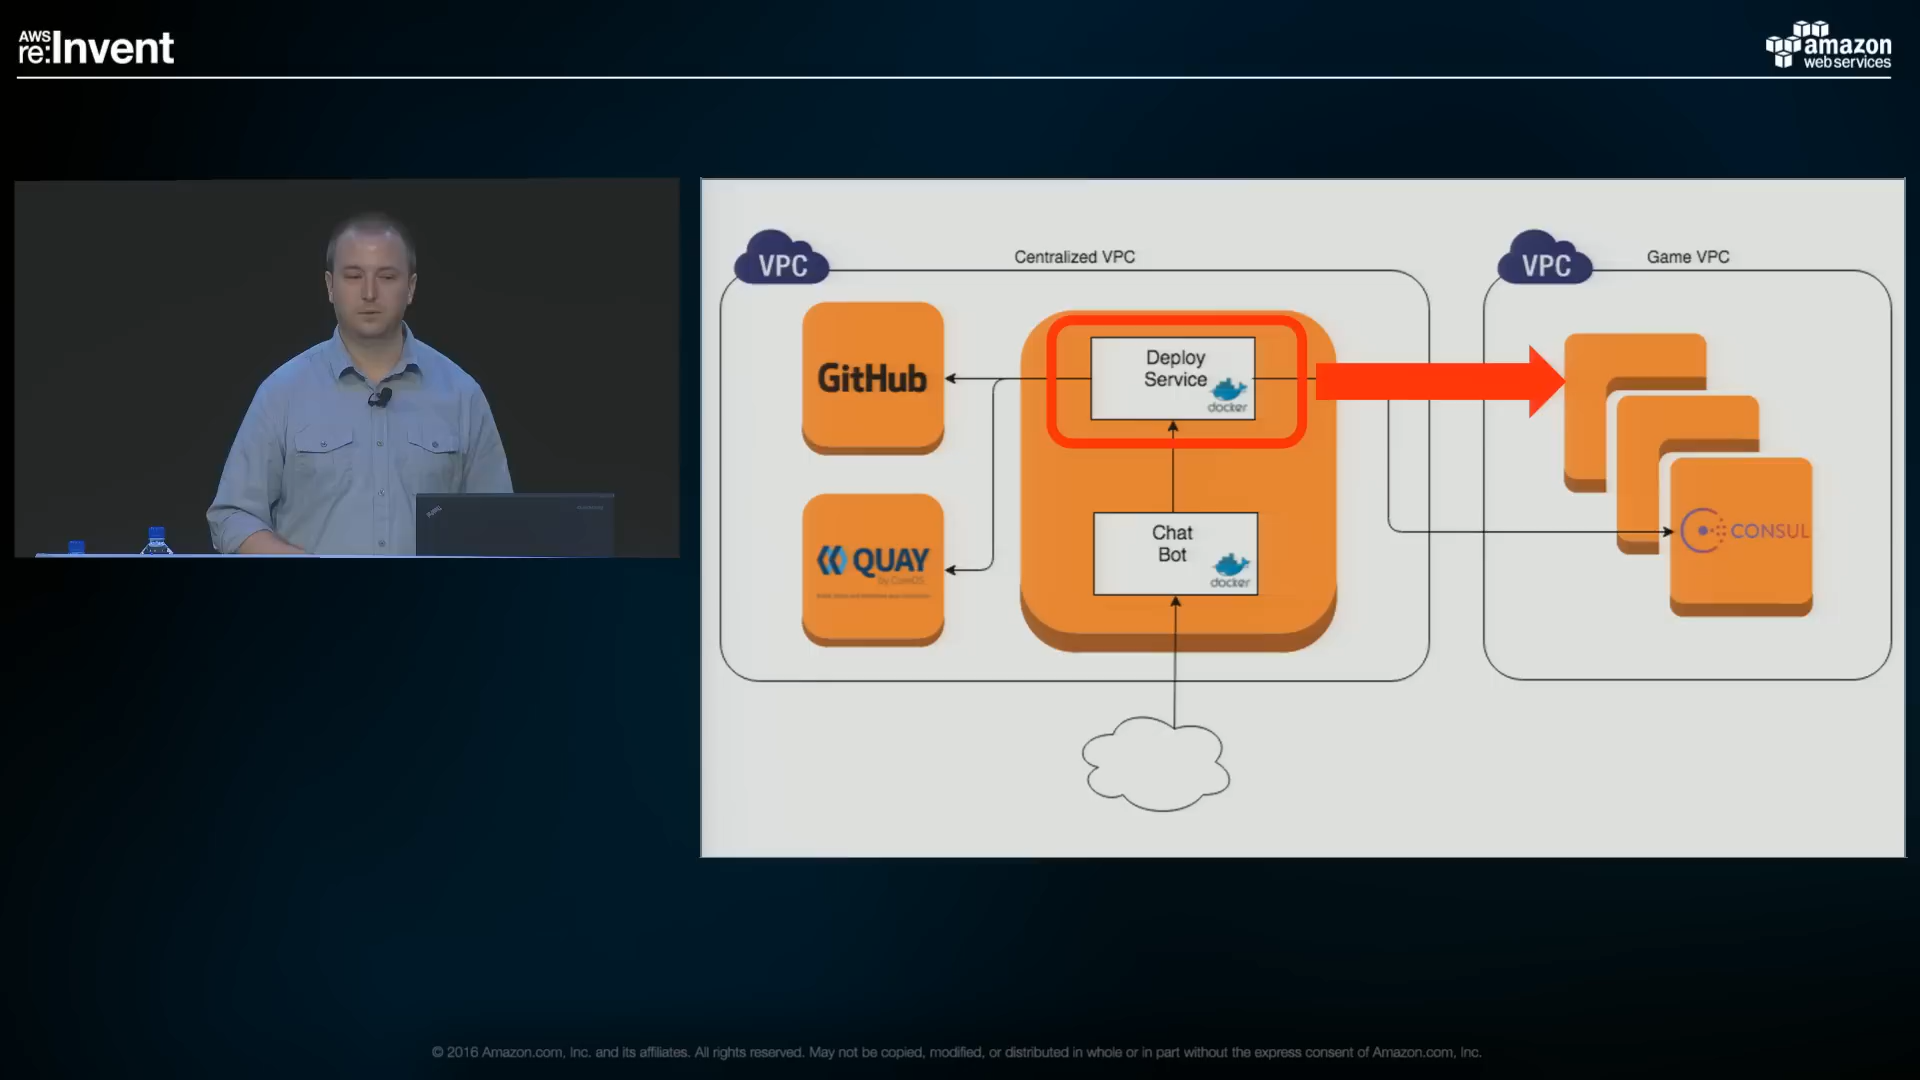 AWS
re:Invent
amazon
web services
Centralized VPC
Game VPC
VPC
VPC
GitHub
Deploy
Service
docker
QUAY
by CoreOS
Chat
Bot
docker
CONSUL
© 2016 Amazon.com, Inc. and its affiliates. All rights reserved. May not be copied, modified, or distributed in whole or in part without the express consent of Amazon.com, Inc.